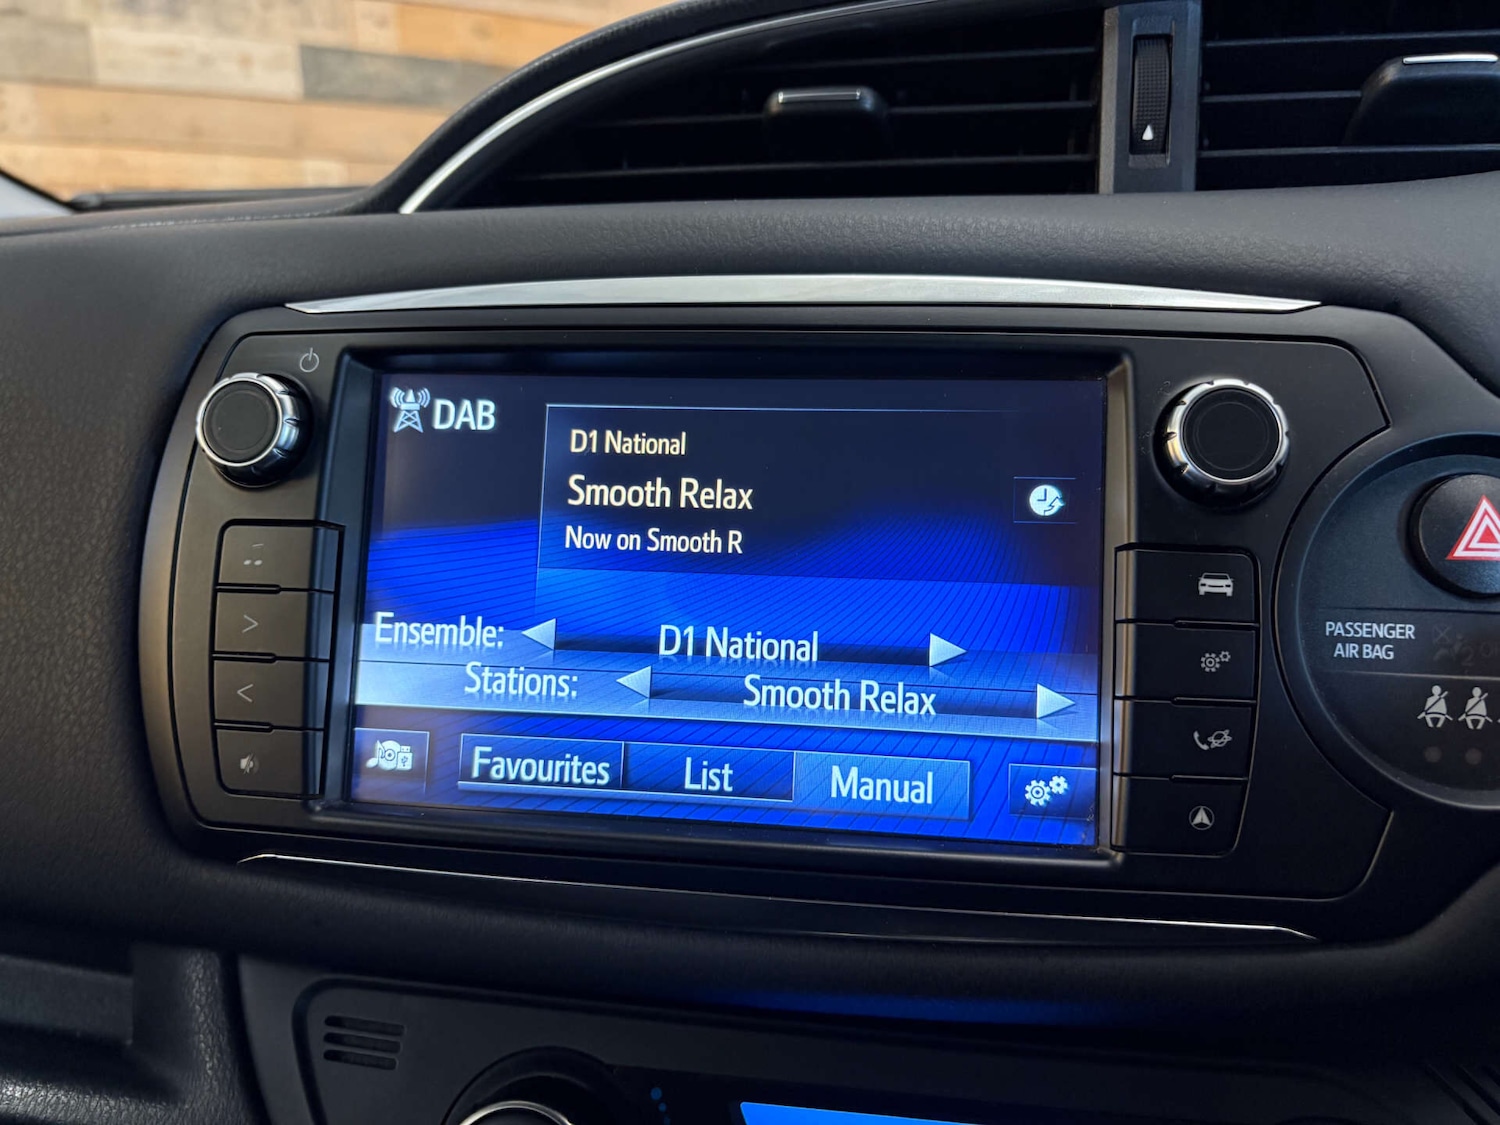 DAB
D1 National
Smooth Relax
Now on Smooth R
Ensemble: D1 National
Stations: Smooth Relax
Favourites List Manual
PASSENGER
AIR BAG